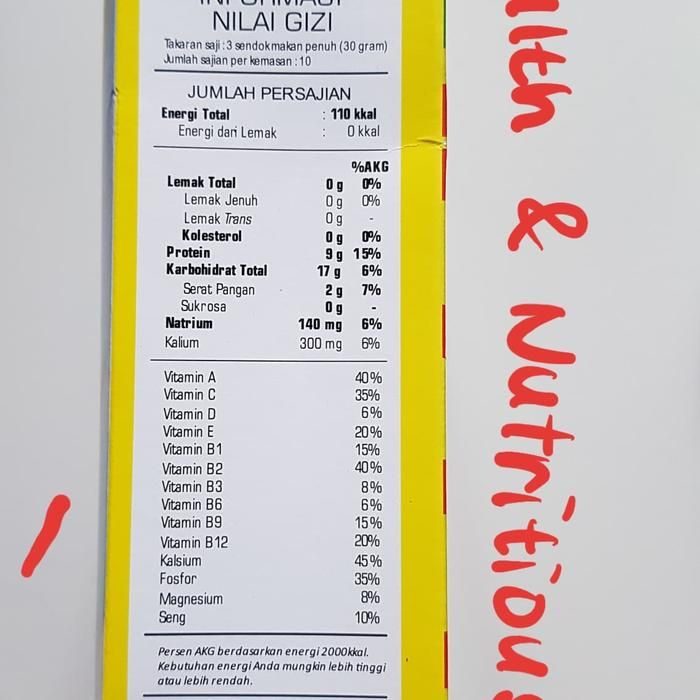 INFORMASI
NILAI GIZI
Takaran saji : 3 sendok makan penuh (30 gram)
Jumlah sajian per kemasan : 10
JUMLAH PERSAJIAN
Energi Total : 110 kkal
Energi dari Lemak : 0 kkal
%AKG
Lemak Total 0 g 0%
Lemak Jenuh 0 g 0%
Lemak Trans 0 g -
Kolesterol 0 g 0%
Protein 9 g 15%
Karbohidrat Total 17 g 6%
Serat Pangan 2 g 7%
Sukrosa 0 g -
Natrium 140 mg 6%
Kalium 300 mg 6%
Vitamin A 40%
Vitamin C 35%
Vitamin D 6%
Vitamin E 20%
Vitamin B1 15%
Vitamin B2 40%
Vitamin B3 8%
Vitamin B6 6%
Vitamin B9 15%
Vitamin B12 20%
Kalsium 45%
Fosfor 35%
Magnesium 8%
Seng 10%
Persen AKG berdasarkan energi 2000kkal.
Kebutuhan energi Anda mungkin lebih tinggi
atau lebih rendah.
& Nutritious